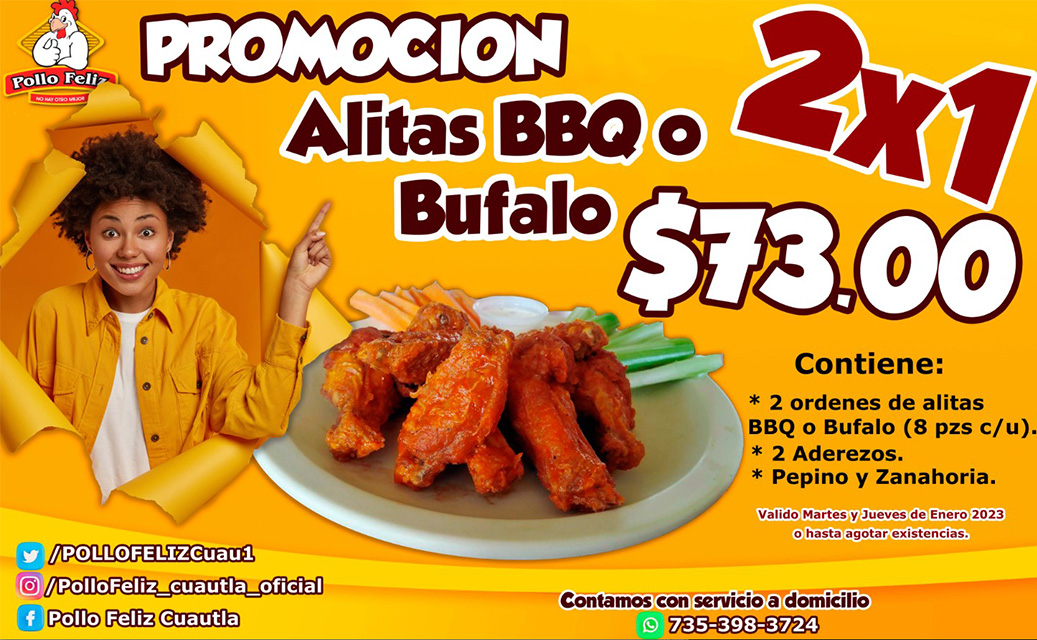 Pollo Feliz
NO HAY OTRO MEJOR
PROMOCION
2x1
Alitas BBQ o
Bufalo
$73.00
Contiene:
* 2 ordenes de alitas
BBQ o Bufalo (8 pzs c/u).
* 2 Aderezos.
* Pepino y Zanahoria.
Valido Martes y Jueves de Enero 2023
o hasta agotar existencias.
/POLLOFELIZCuau1
/PolloFeliz_cuautla_oficial
Pollo Feliz Cuautla
Contamos con servicio a domicilio
735-398-3724